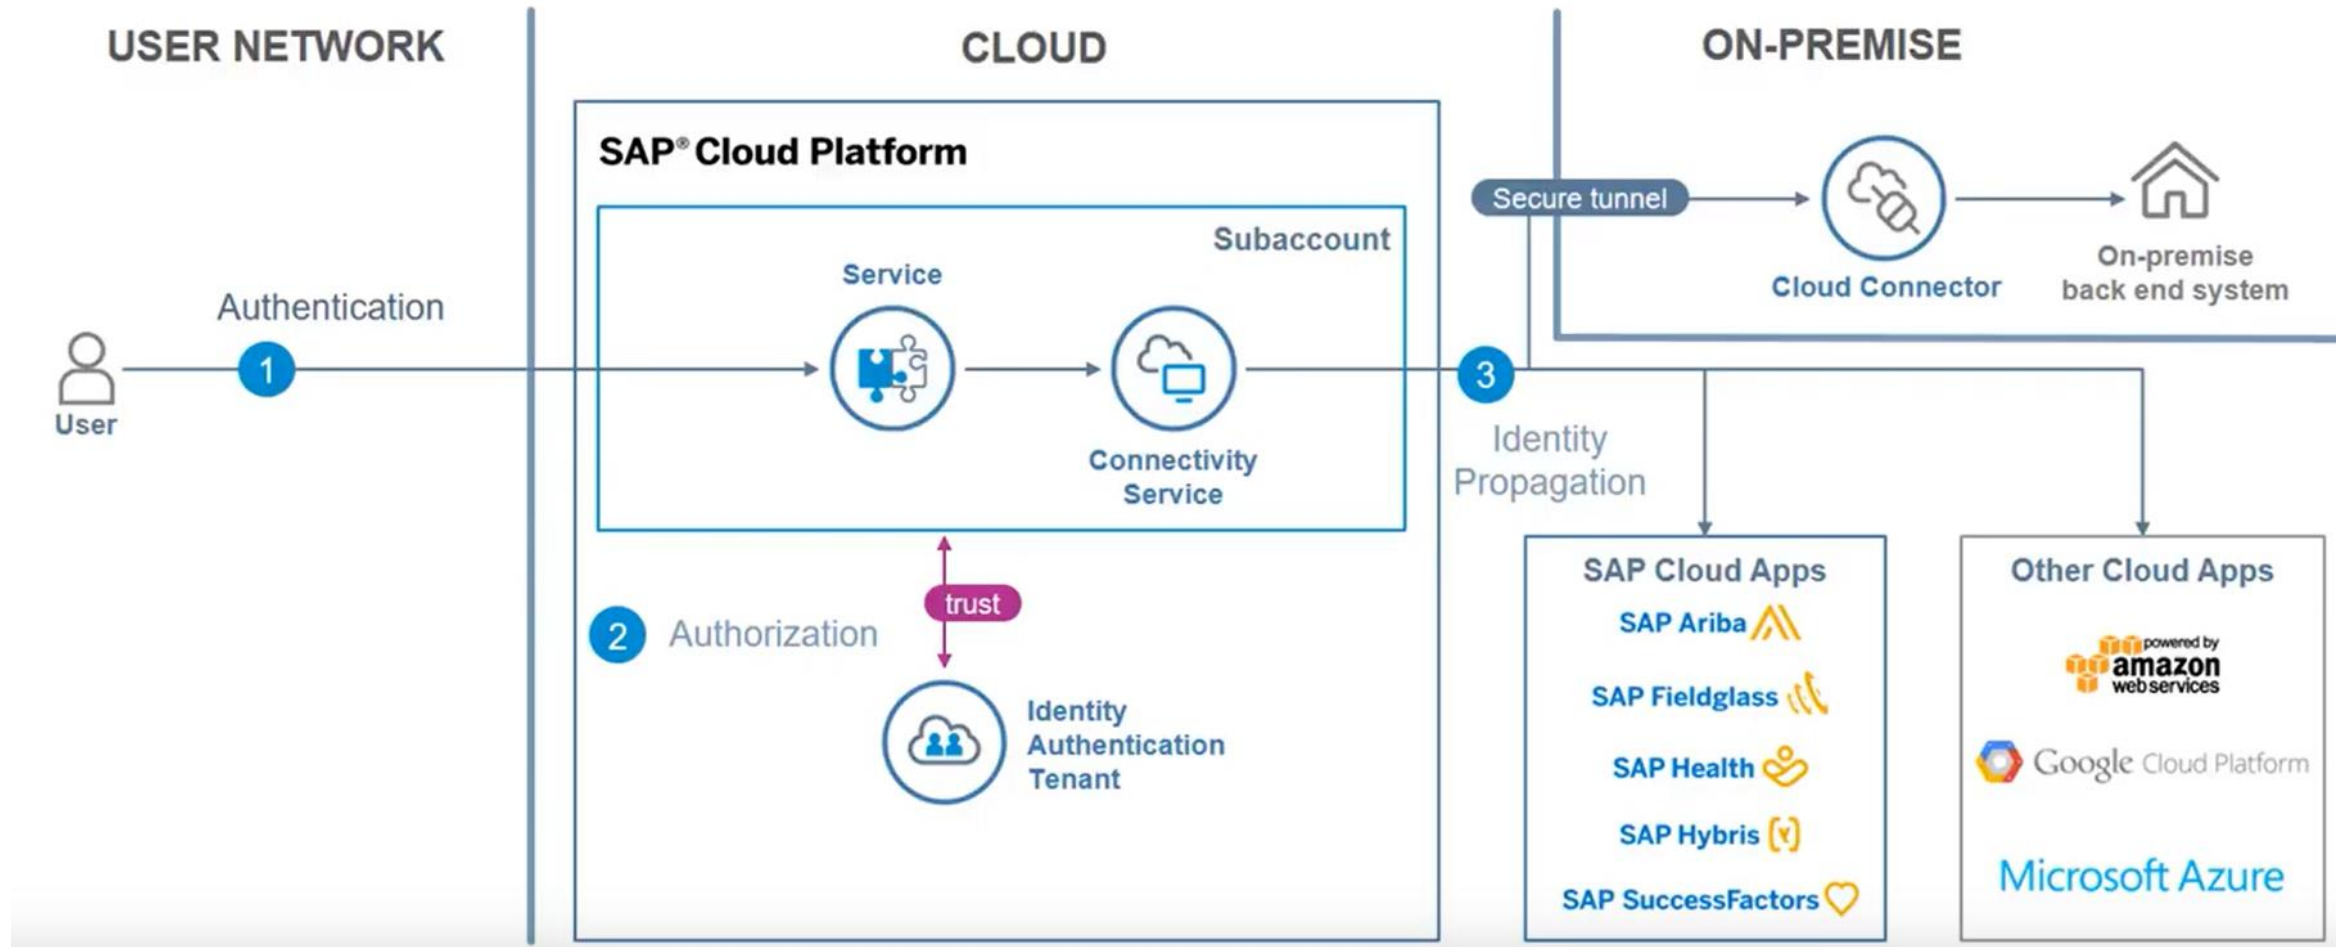 USER NETWORK
CLOUD
ON-PREMISE
SAP® Cloud Platform
Subaccount
Service
Connectivity
Service
Authentication
1
User
Secure tunnel
Cloud Connector
On-premise
back end system
3
Identity
Propagation
trust
2
Authorization
Identity
Authentication
Tenant
SAP Cloud Apps
SAP Ariba
SAP Fieldglass
SAP Health
SAP Hybris
SAP SuccessFactors
Other Cloud Apps
powered by
amazon
web services
Google Cloud Platform
Microsoft Azure